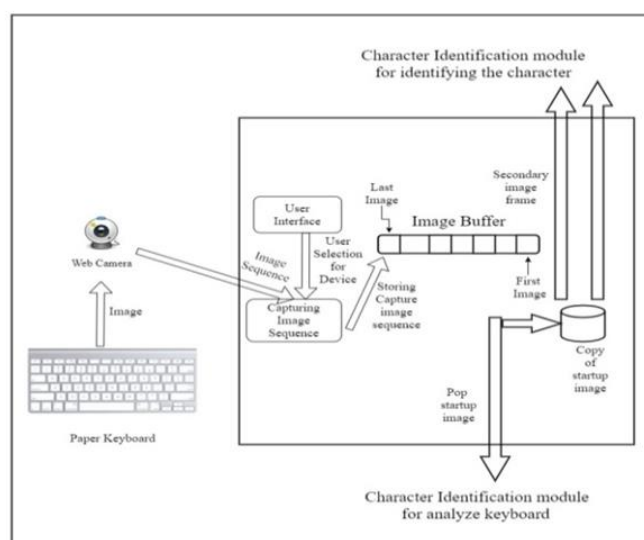 Character Identification module
for identifying the character
Secondary
image
frame
Last
Image
Image Buffer
First
Image
User
Interface
User
Selection
for
Device
Image
Sequence
Capturing
Image
Sequence
Storing
Capture
image
sequence
Web Camera
Image
Paper Keyboard
Copy
of
startup
image
Pop
startup
image
Character Identification module
for analyze keyboard